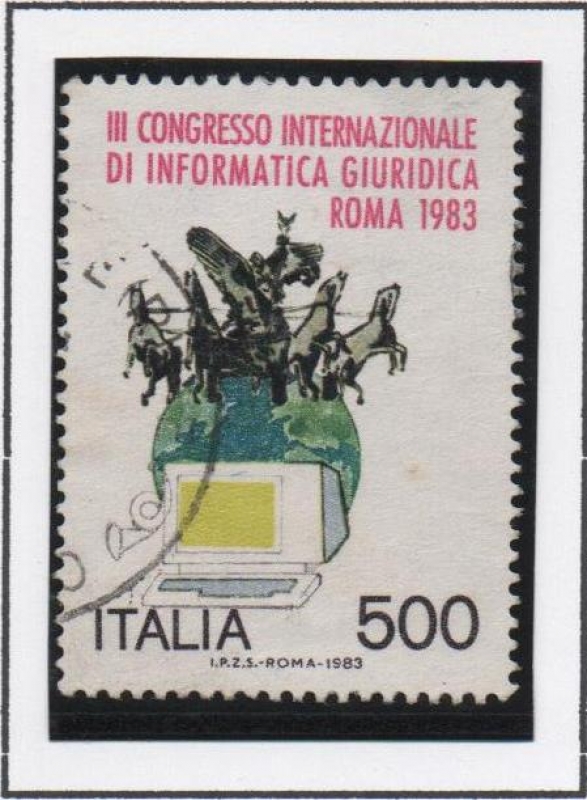 III CONGRESSO INTERNAZIONALE
DI INFORMATICA GIURIDICA
ROMA 1983
ITALIA 500
I.P.Z.S.-ROMA-1983